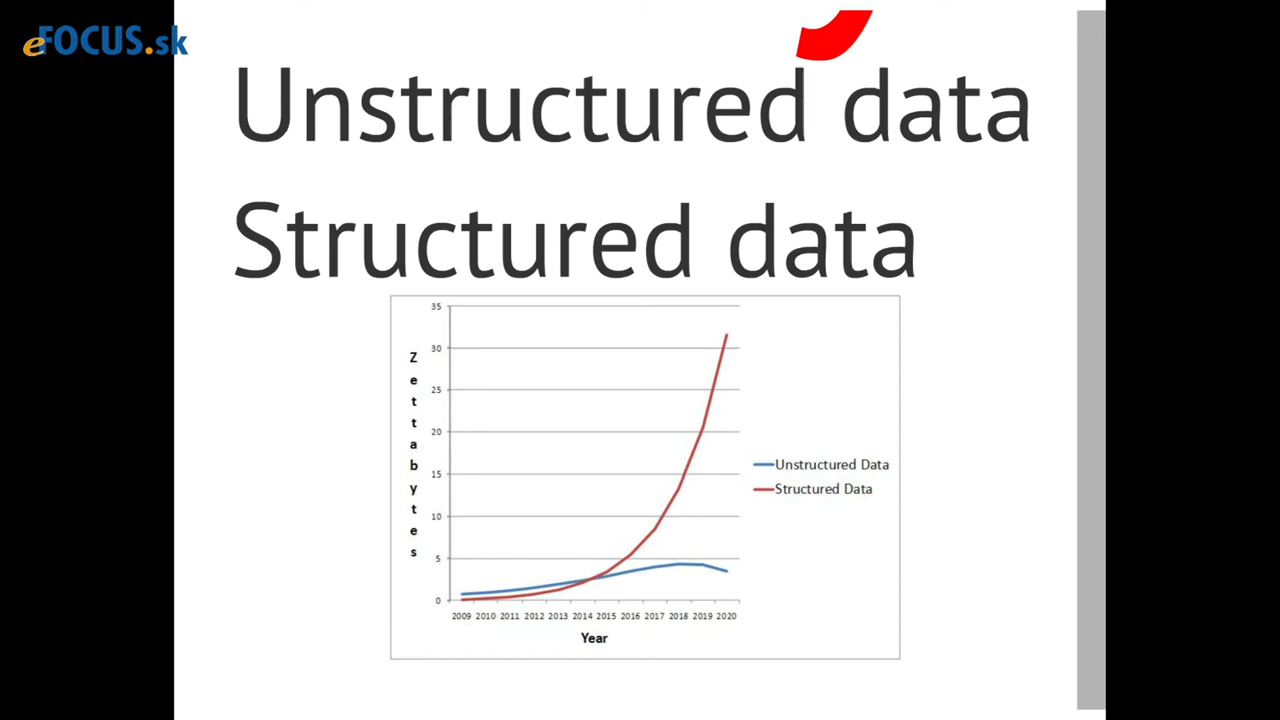 eFOCUS.sk
Unstructured data
Structured data
35
30
25
20
15
10
5
0
Zettabytes
Unstructured Data
Structured Data
2009 2010 2011 2012 2013 2014 2015 2016 2017 2018 2019 2020
Year